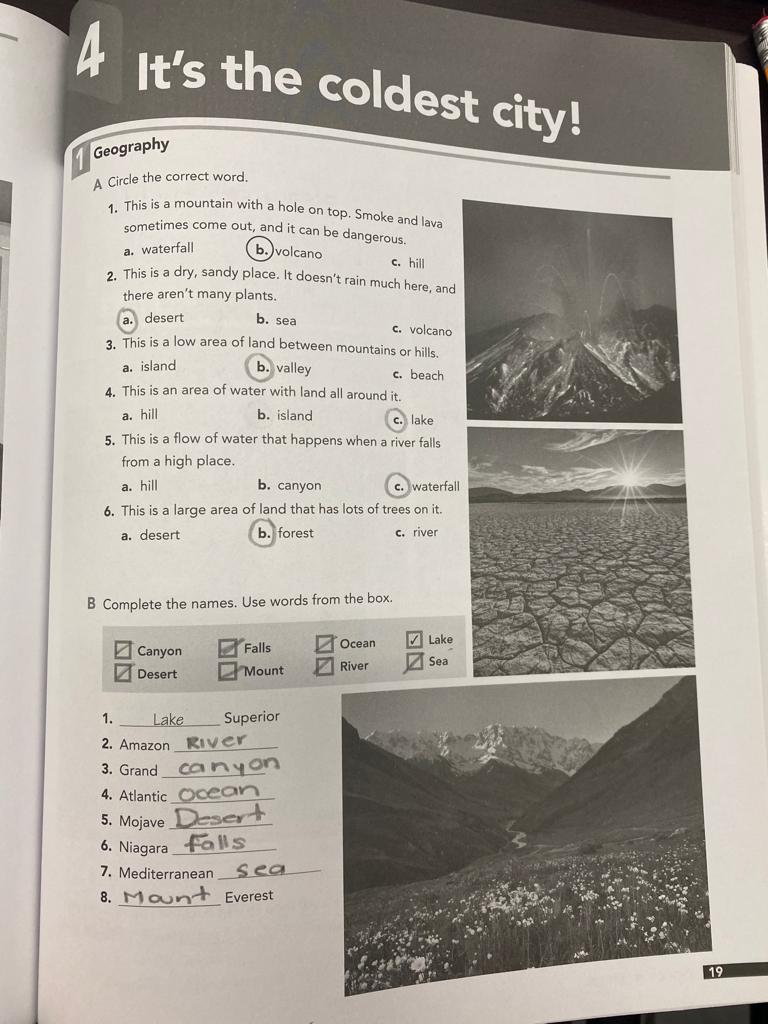 4 It's the coldest city!
1 Geography
A Circle the correct word.
1. This is a mountain with a hole on top. Smoke and lava
sometimes come out, and it can be dangerous.
a. waterfall b. volcano c. hill
2. This is a dry, sandy place. It doesn't rain much here, and
there aren't many plants.
a. desert b. sea c. volcano
3. This is a low area of land between mountains or hills.
a. island b. valley c. beach
4. This is an area of water with land all around it.
a. hill b. island c. lake
5. This is a flow of water that happens when a river falls
from a high place.
a. hill b. canyon c. waterfall
6. This is a large area of land that has lots of trees on it.
a. desert b. forest c. river
B Complete the names. Use words from the box.
Canyon Falls Ocean Lake
Desert Mount River Sea
1. Lake Superior
2. Amazon RIVer
3. Grand canyon
4. Atlantic ocean
5. Mojave Desert
6. Niagara falls
7. Mediterranean sea
8. Mount Everest
19